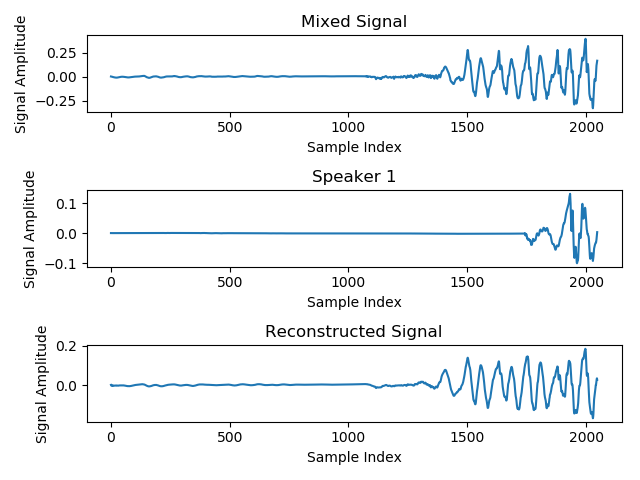 Mixed Signal
Signal Amplitude
0.25
0.00
−0.25
0 500 1000 1500 2000
Sample Index
Speaker 1
Signal Amplitude
0.1
0.0
−0.1
0 500 1000 1500 2000
Sample Index
Reconstructed Signal
Signal Amplitude
0.2
0.0
0 500 1000 1500 2000
Sample Index